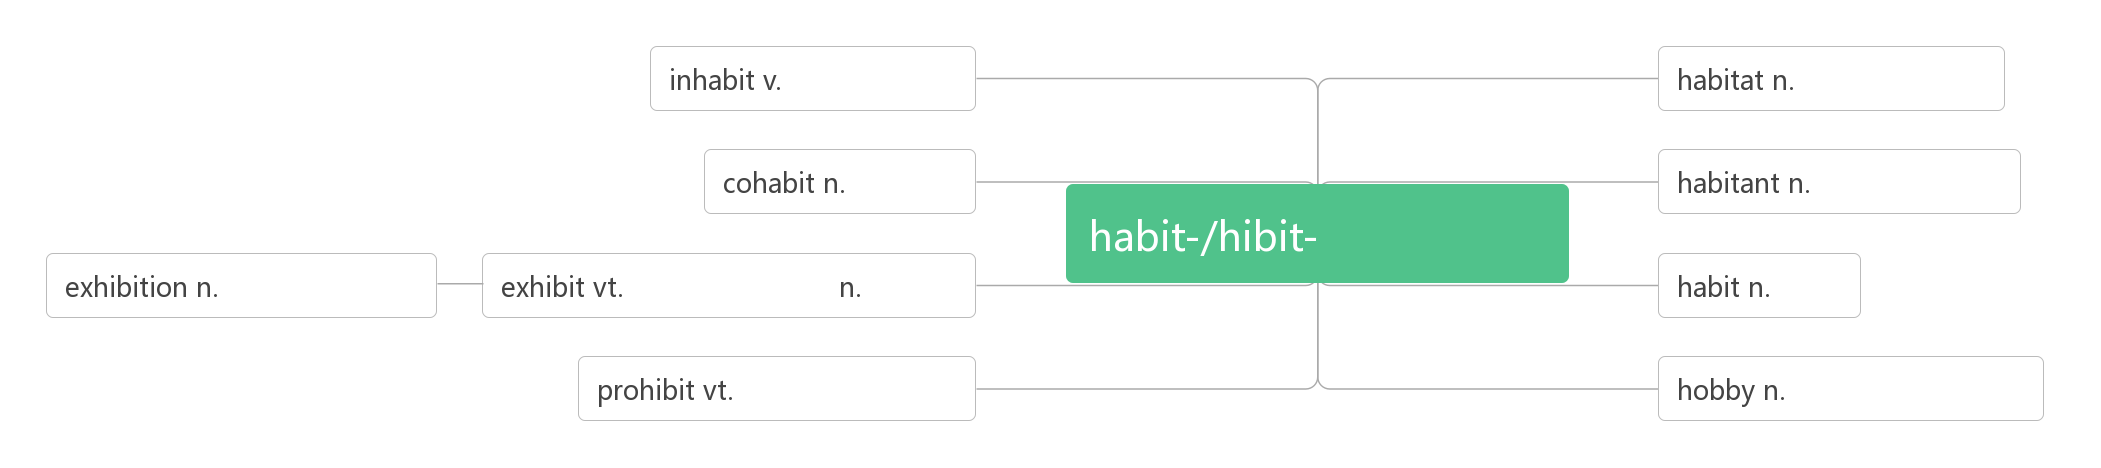 inhabit v.
cohabit n.
exhibition n.
exhibit vt. n.
prohibit vt.
habit-/hibit-
habitat n.
habitant n.
habit n.
hobby n.